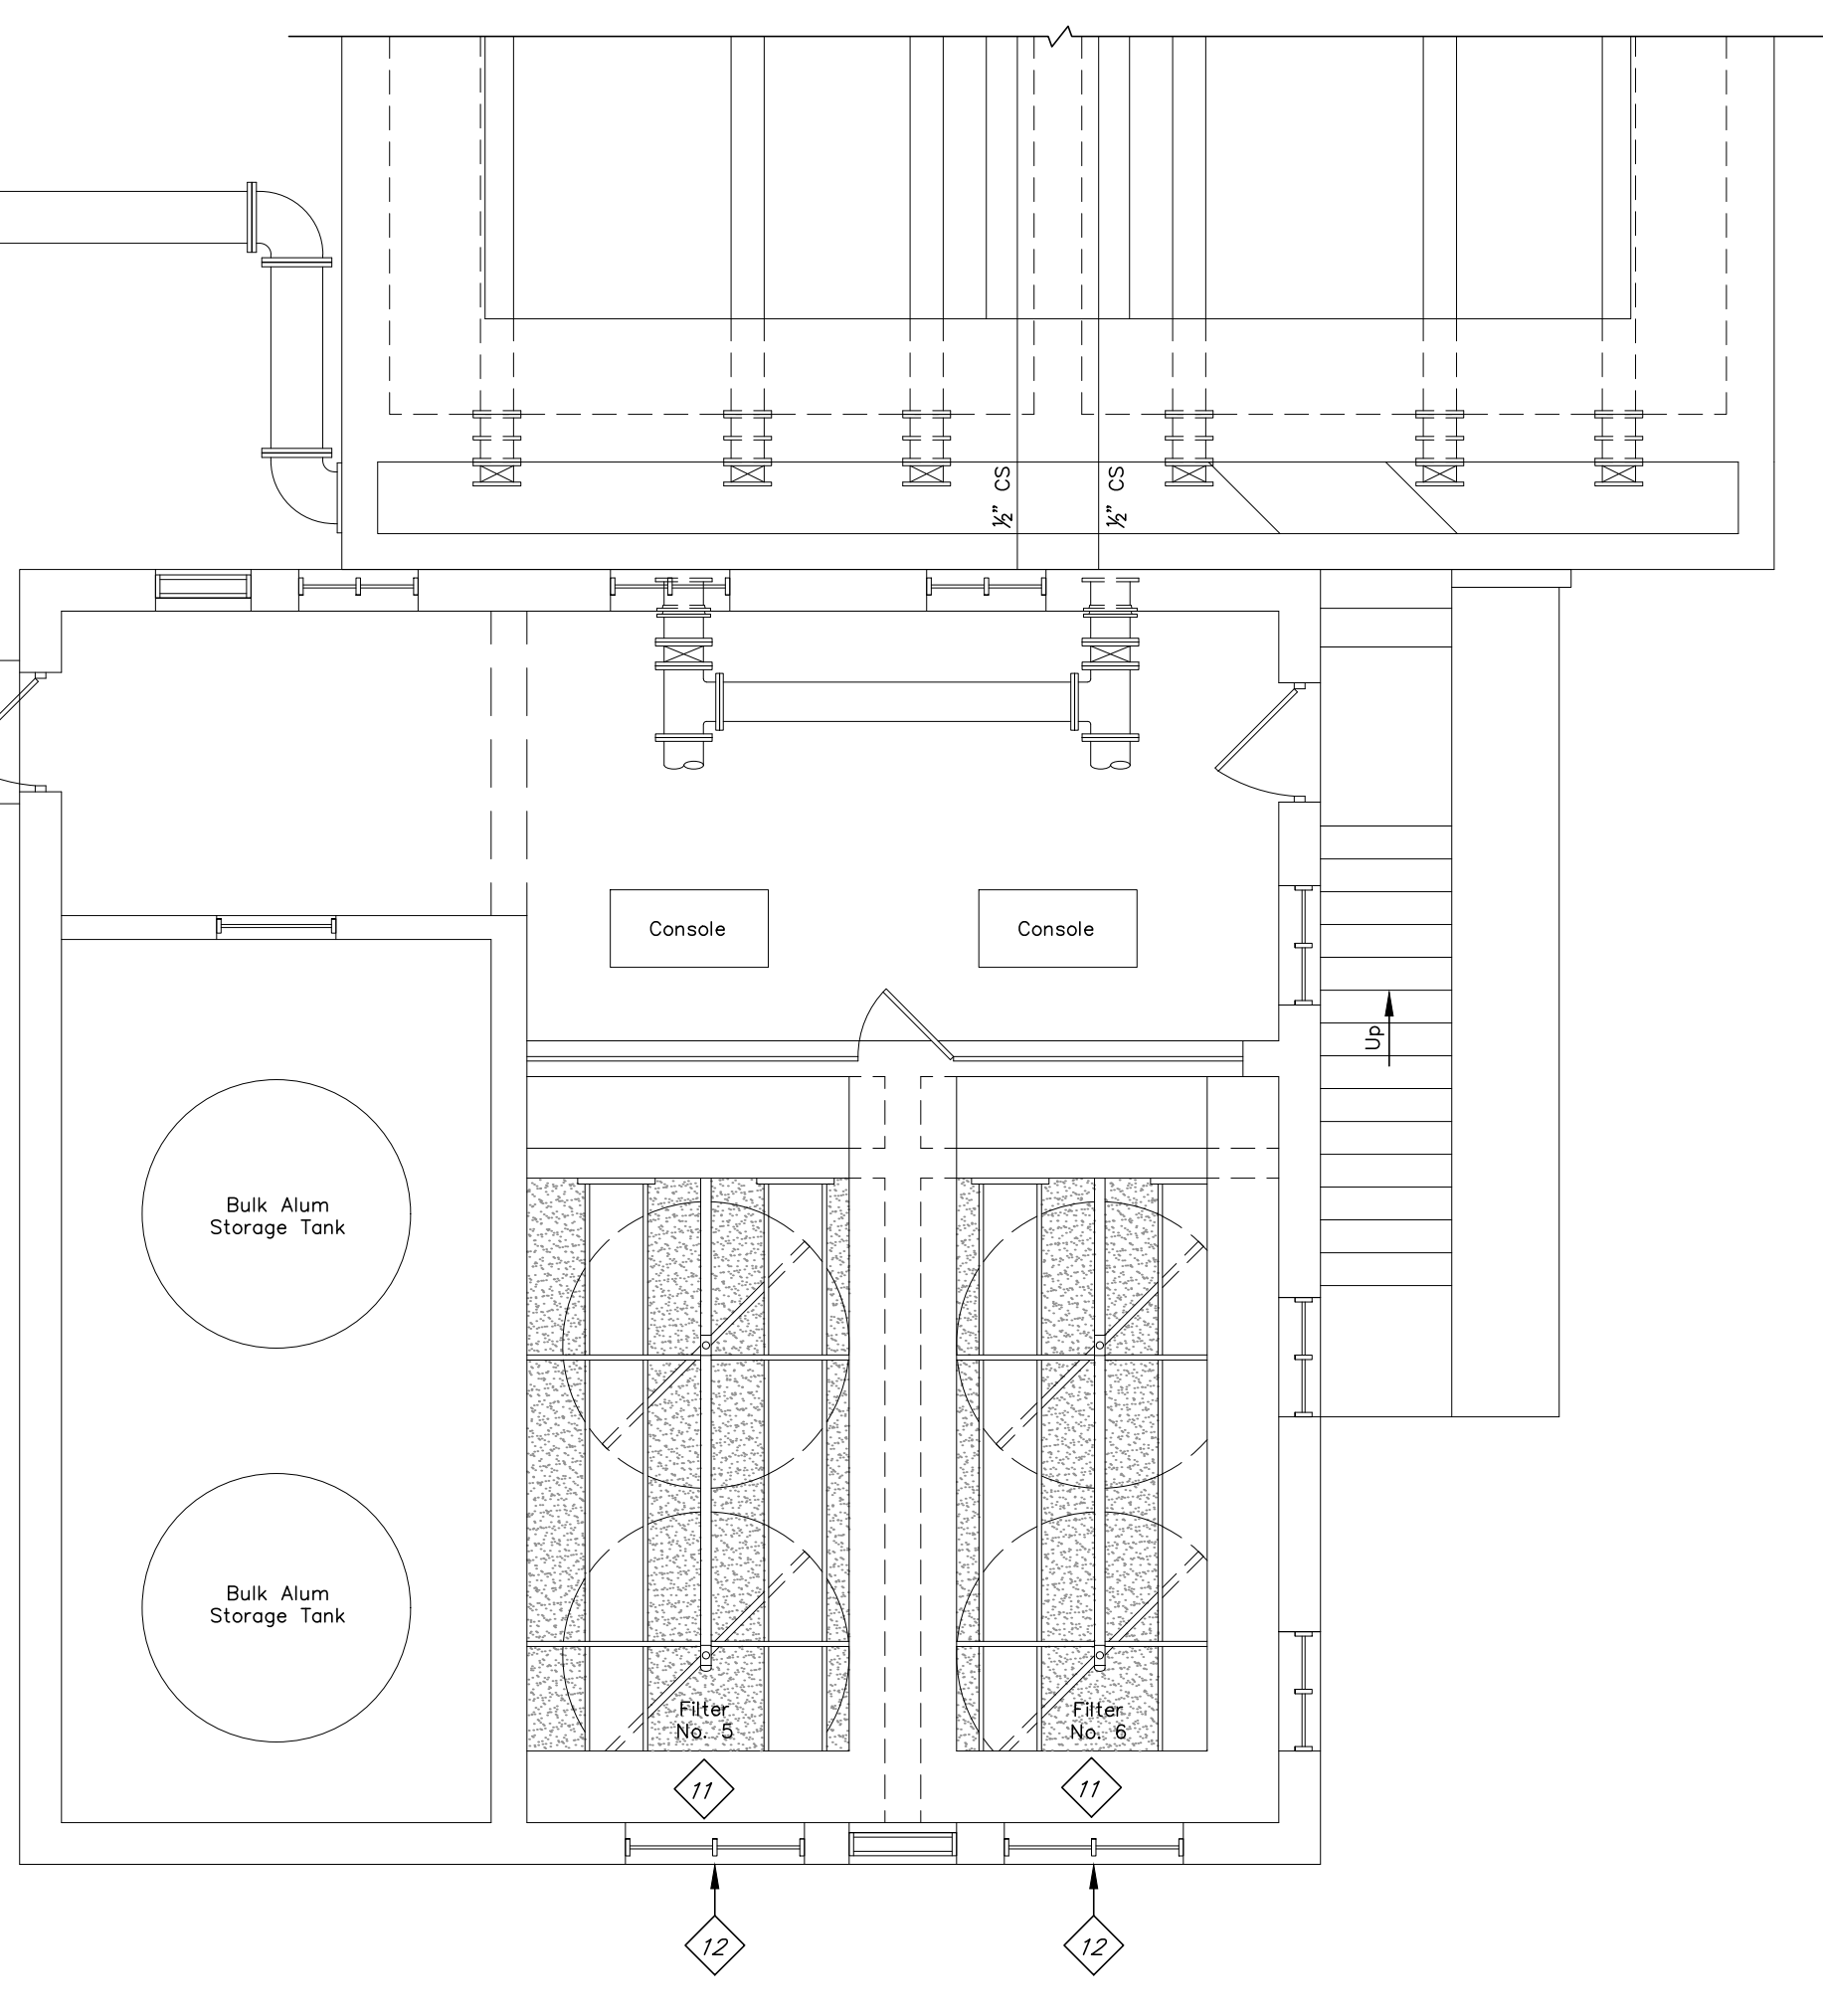 ½" CS
½" CS
Console
Console
Up
Bulk Alum
Storage Tank
Bulk Alum
Storage Tank
Filter
No. 5
Filter
No. 6
11
11
12
12